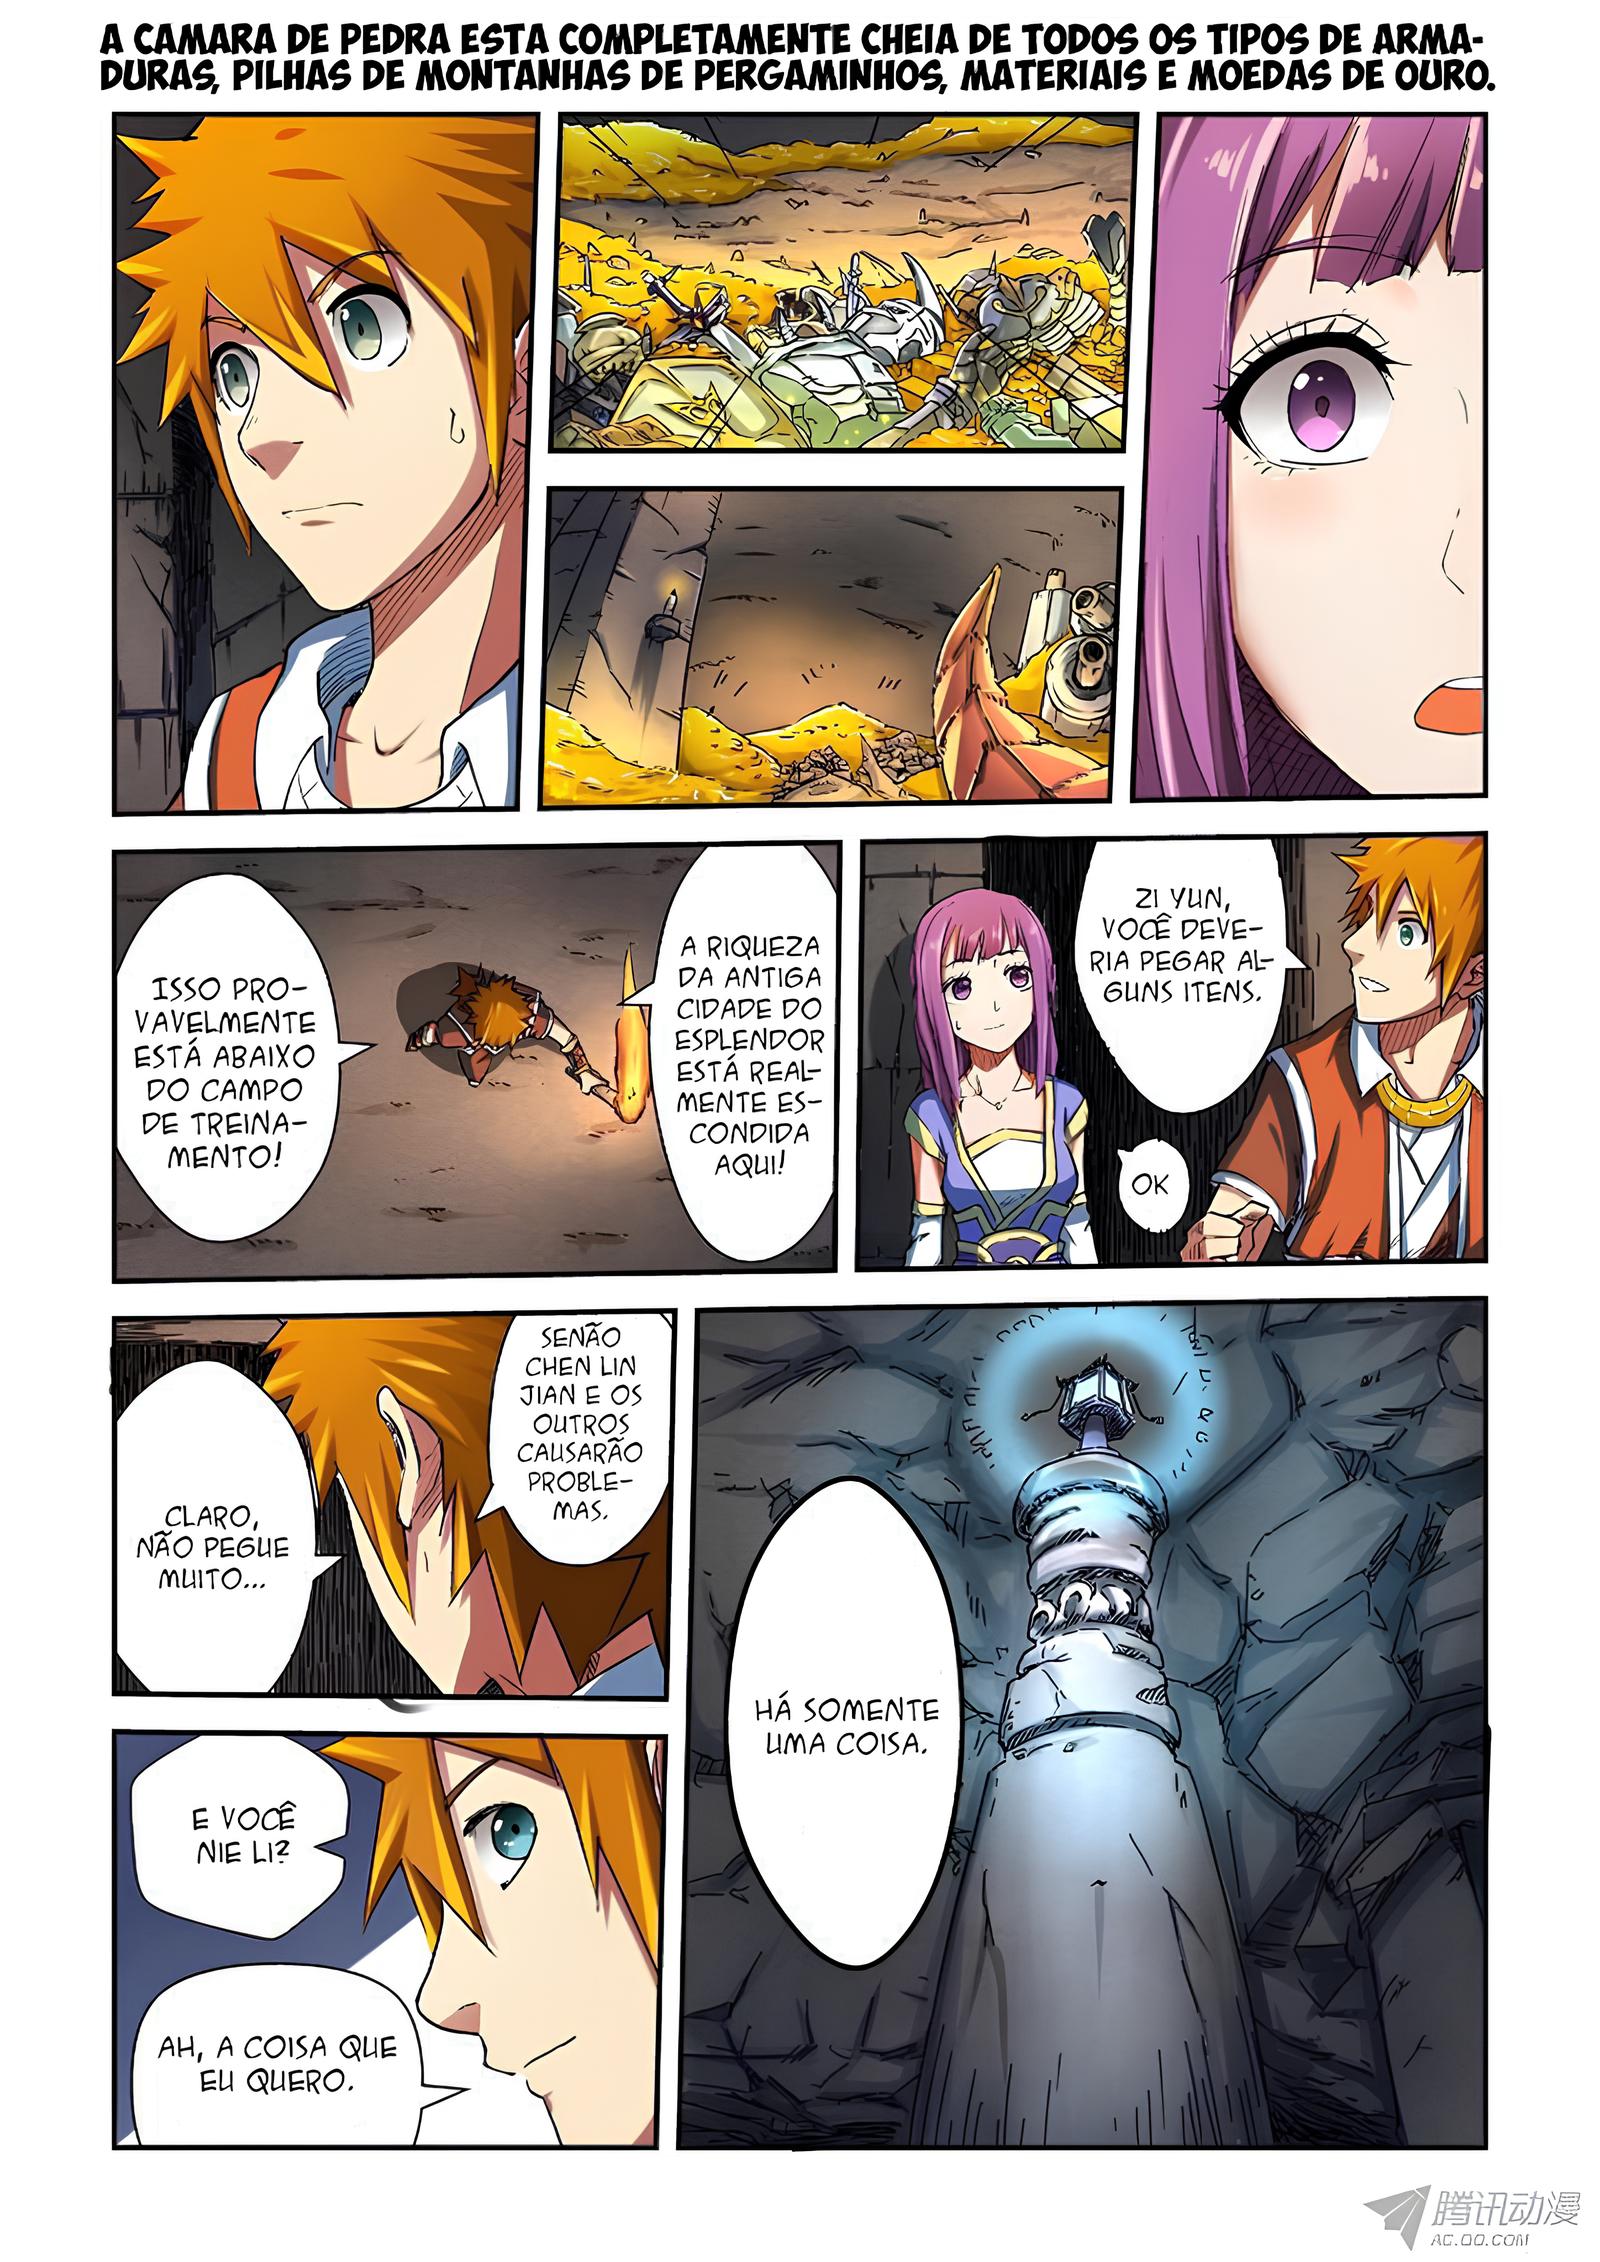 A CAMARA DE PEDRA ESTA COMPLETAMENTE CHEIA DE TODOS OS TIPOS DE ARMA-
DURAS, PILHAS DE MONTANHAS DE PERGAMINHOS, MATERIAIS E MOEDAS DE OURO.
ISSO PRO-
VAVELMENTE
ESTÁ ABAIXO
DO CAMPO
DE TREINA-
MENTO!
A RIQUEZA
DA ANTIGA
CIDADE DO
ESPLENDOR
ESTÁ REAL-
MENTE ES-
CONDIDA
AQUI!
ZI YUN,
VOCÊ DEVE-
RIA PEGAR AL-
GUNS ITENS.
OK
CLARO,
NÃO PEGUE
MUITO...
SENÃO
CHEN LIN
JIAN E OS
OUTROS
CAUSARÃO
PROBLE-
MAS.
E VOCÊ
NIE LI?
AH, A COISA QUE
EU QUERO.
HÁ SOMENTE
UMA COISA.
腾讯动漫
AC.QQ.COM